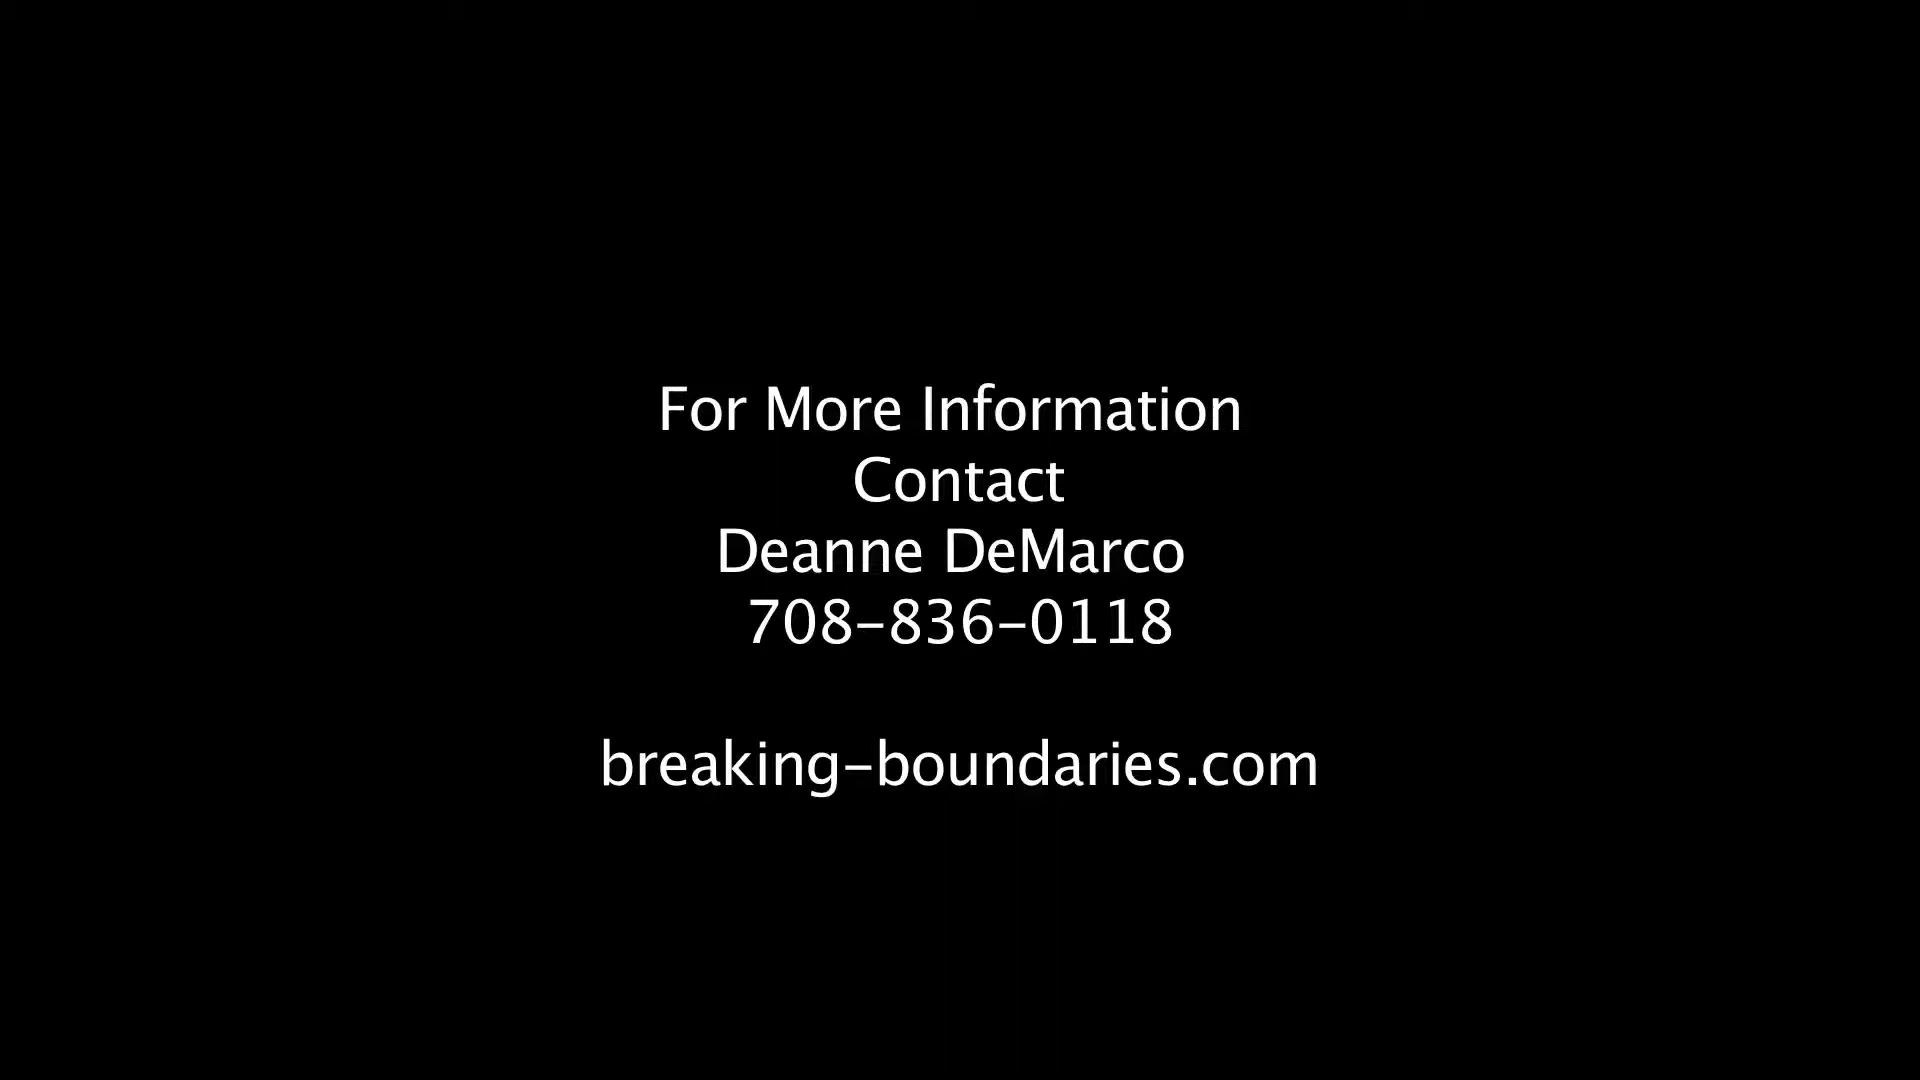 For More Information
Contact
Deanne DeMarco
708-836-0118
breaking-boundaries.com